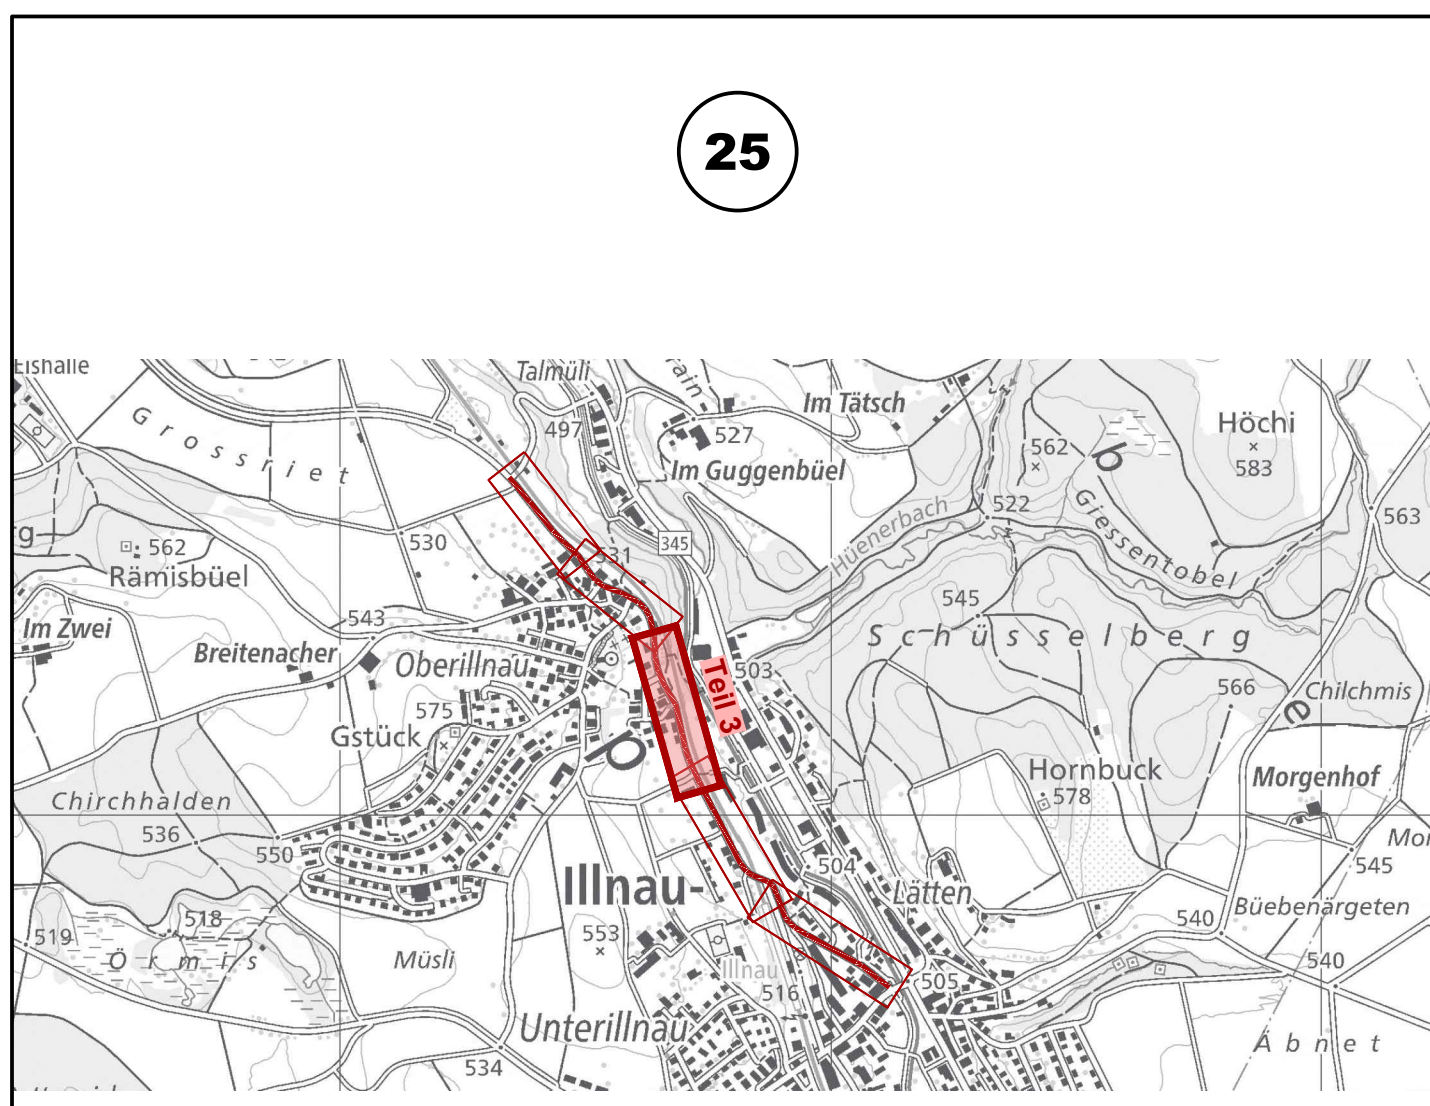 25
Eishalle
Talmüli
Grossriet
497
527
Im Tätsch
Höchi
583
562
b
Im Guggenbüel
345
Hüenerbach
522
Giessentobel
563
530
562
Rämisbüel
31
Im Zwei
543
Breitenacher
Oberillnau
545
Schüsselberg
503
Teil 3
566
Chilchmis
e
575
Gstück
b
Hornbuck
578
Morgenhof
Chirchhalden
536
550
504
545
Illnau-
Lätten
Büebenärgeten
518
519
Örmis
Müsli
553
540
Illnau
516
505
540
Unterillnau
534
Abnet